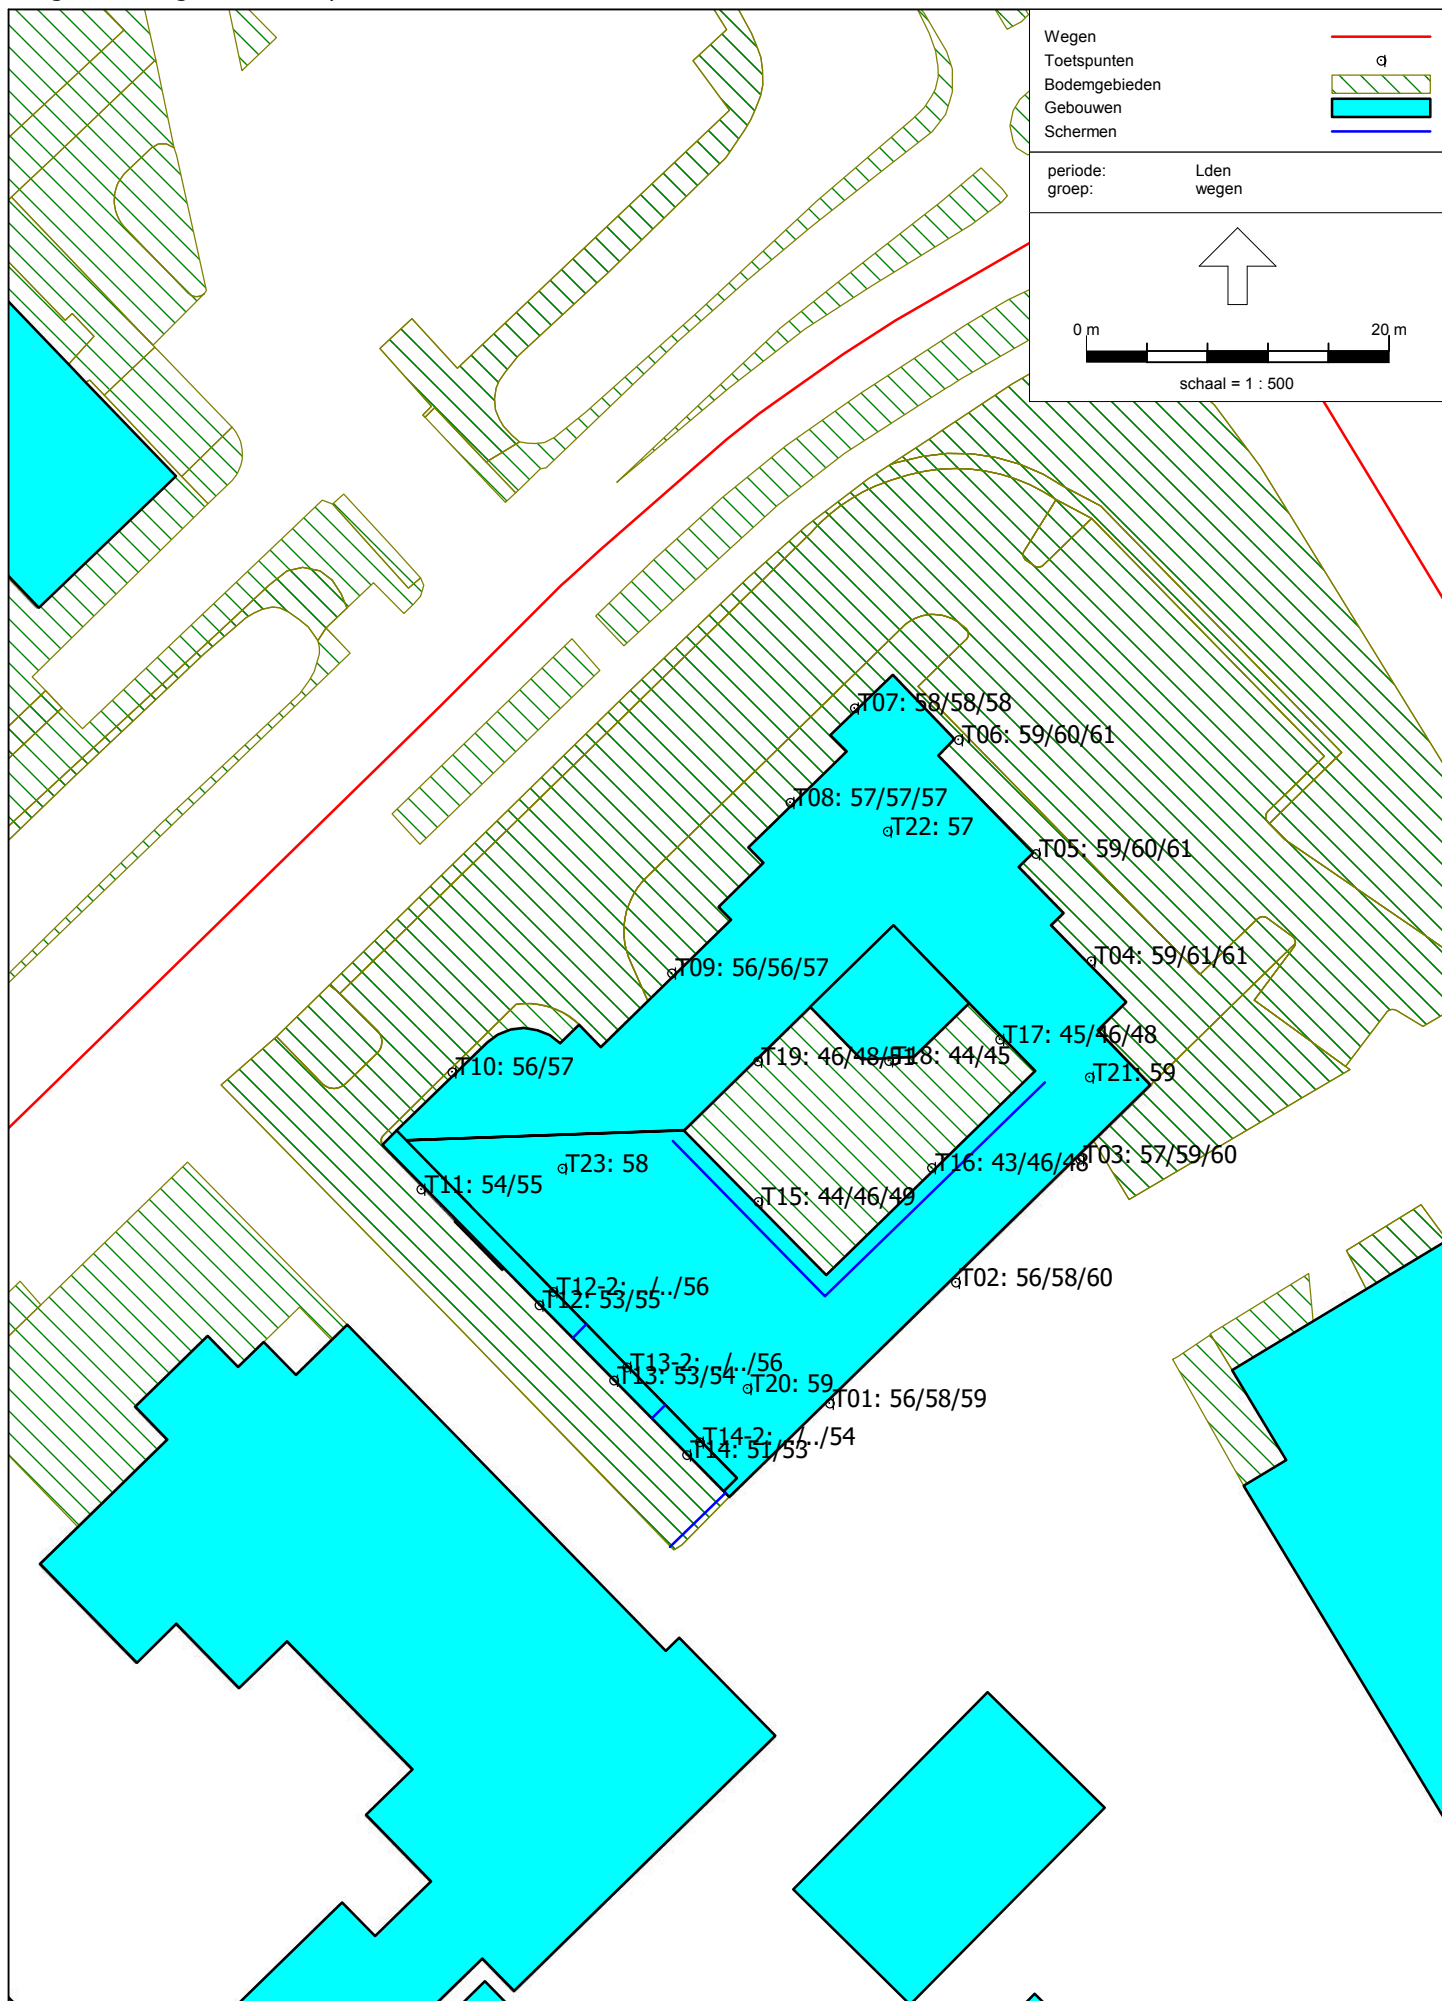 Wegen
Toetspunten
Bodemgebieden
Gebouwen
Schermen
periode: Lden
groep: wegen
0 m 20 m
schaal = 1 : 500
T07: 58/58/58
T06: 59/60/61
T08: 57/57/57
T22: 57
T05: 59/60/61
T04: 59/61/61
T09: 56/56/57
T17: 45/46/48
T19: 46/48/51
T18: 44/45
T10: 56/57
T21: 59
T03: 57/59/60
T23: 58
T16: 43/46/48
T11: 54/55
T15: 44/46/49
T02: 56/58/60
T12-2: ../../56
T12: 53/55
T13-2: ../../56
T13: 53/54
T20: 59
T01: 56/58/59
T14-2: ../../54
T14: 51/53